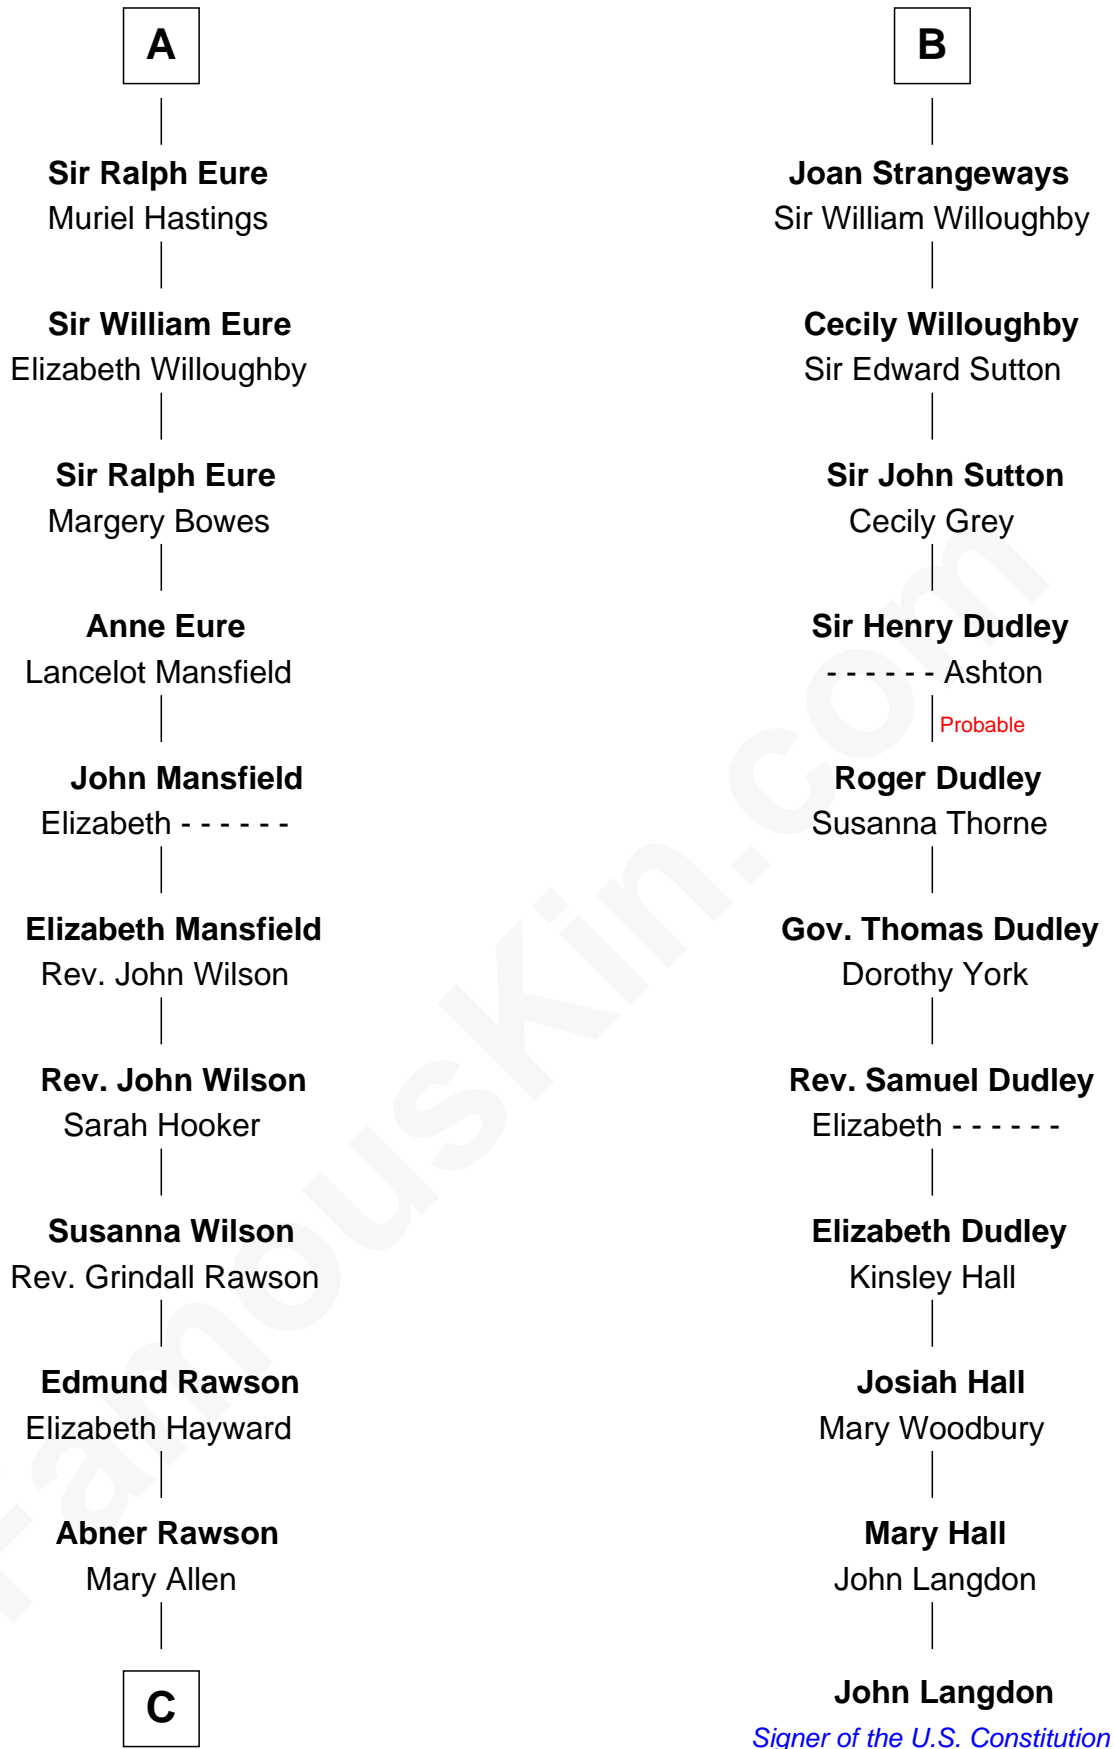 A
Sir Ralph Eure
Muriel Hastings
Sir William Eure
Elizabeth Willoughby
Sir Ralph Eure
Margery Bowes
Anne Eure
Lancelot Mansfield
John Mansfield
Elizabeth - - - - - -
Elizabeth Mansfield
Rev. John Wilson
Rev. John Wilson
Sarah Hooker
Susanna Wilson
Rev. Grindall Rawson
Edmund Rawson
Elizabeth Hayward
Abner Rawson
Mary Allen
C
B
Joan Strangeways
Sir William Willoughby
Cecily Willoughby
Sir Edward Sutton
Sir John Sutton
Cecily Grey
Sir Henry Dudley
- - - - - - Ashton
Probable
Roger Dudley
Susanna Thorne
Gov. Thomas Dudley
Dorothy York
Rev. Samuel Dudley
Elizabeth - - - - - -
Elizabeth Dudley
Kinsley Hall
Josiah Hall
Mary Woodbury
Mary Hall
John Langdon
John Langdon
Signer of the U.S. Constitution
FamousKin.com